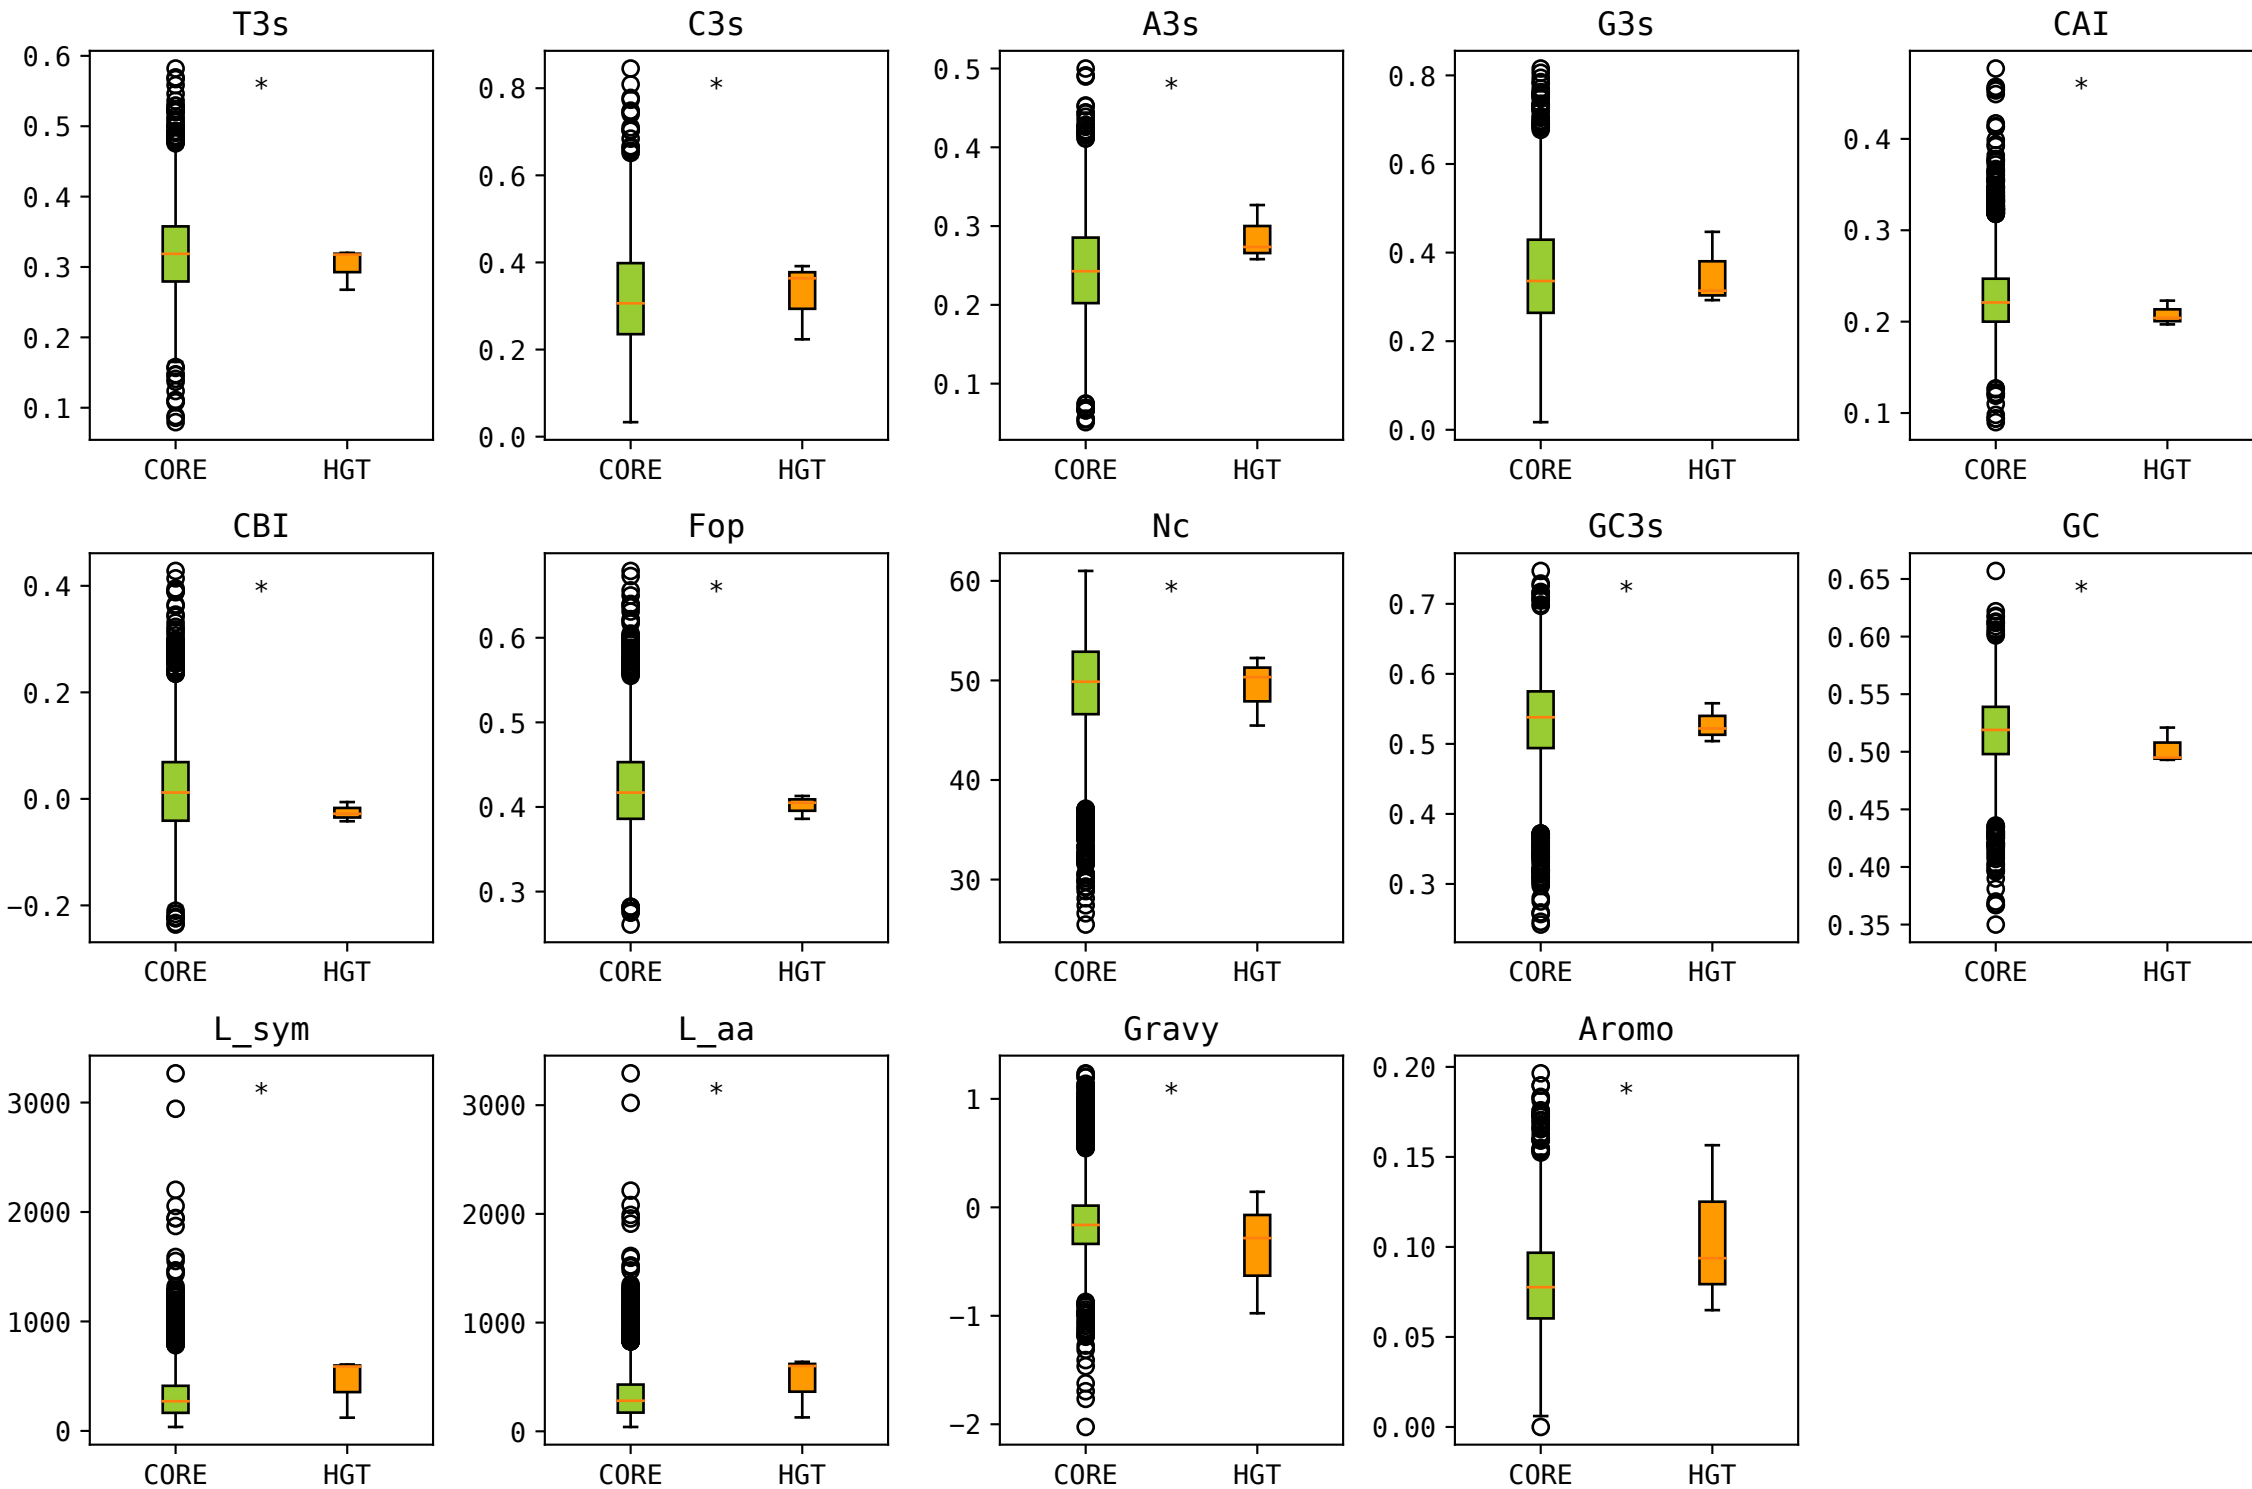 T3s C3s A3s G3s CAI
* * * *
0.6 0.5 0.4 0.3 0.2 0.1
0.8 0.6 0.4 0.2 0.0
0.5 0.4 0.3 0.2 0.1
0.8 0.6 0.4 0.2 0.0
0.4 0.3 0.2 0.1
CORE HGT CORE HGT CORE HGT CORE HGT CORE HGT
CBI Fop Nc GC3s GC
* * * * *
0.4 0.2 0.0 −0.2
0.6 0.5 0.4 0.3
60 50 40 30
0.7 0.6 0.5 0.4 0.3
0.65 0.60 0.55 0.50 0.45 0.40 0.35
CORE HGT CORE HGT CORE HGT CORE HGT CORE HGT
L_sym L_aa Gravy Aromo
* * * *
3000 2000 1000 0
3000 2000 1000 0
1 0 −1 −2
0.20 0.15 0.10 0.05 0.00
CORE HGT CORE HGT CORE HGT CORE HGT